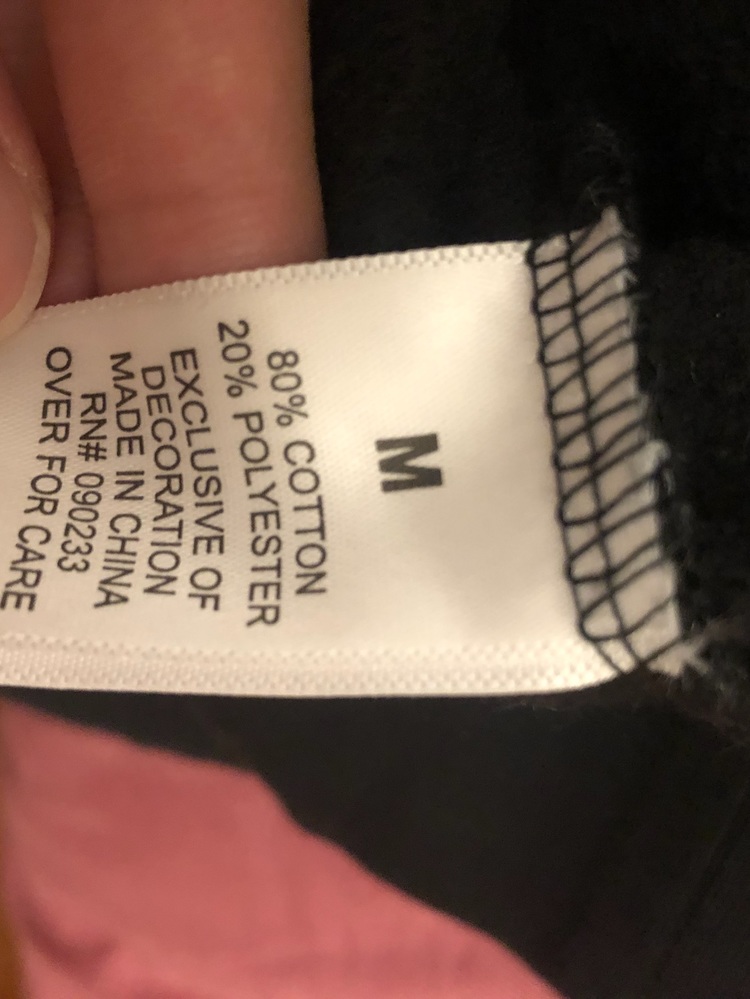 M
80% COTTON
20% POLYESTER
EXCLUSIVE OF
DECORATION
MADE IN CHINA
RN# 090233
OVER FOR CARE